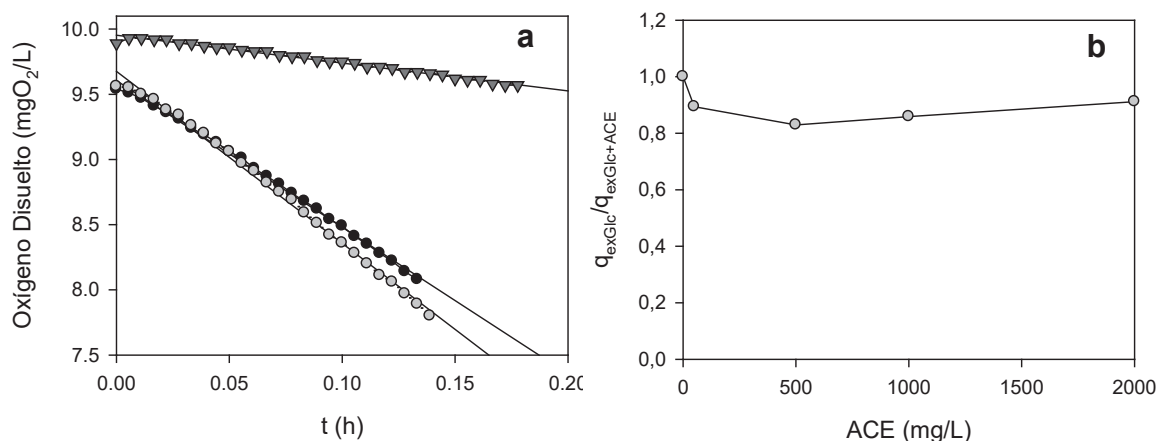 a
10.0
9.5
9.0
8.5
8.0
7.5
Oxígeno Disuelto (mgO₂/L)
0.00 0.05 0.10 0.15 0.20
t (h)
b
1,2
1,0
0,8
0,6
0,4
0,2
0,0
q_exGlc/q_exGlc+ACE
0 500 1000 1500 2000
ACE (mg/L)